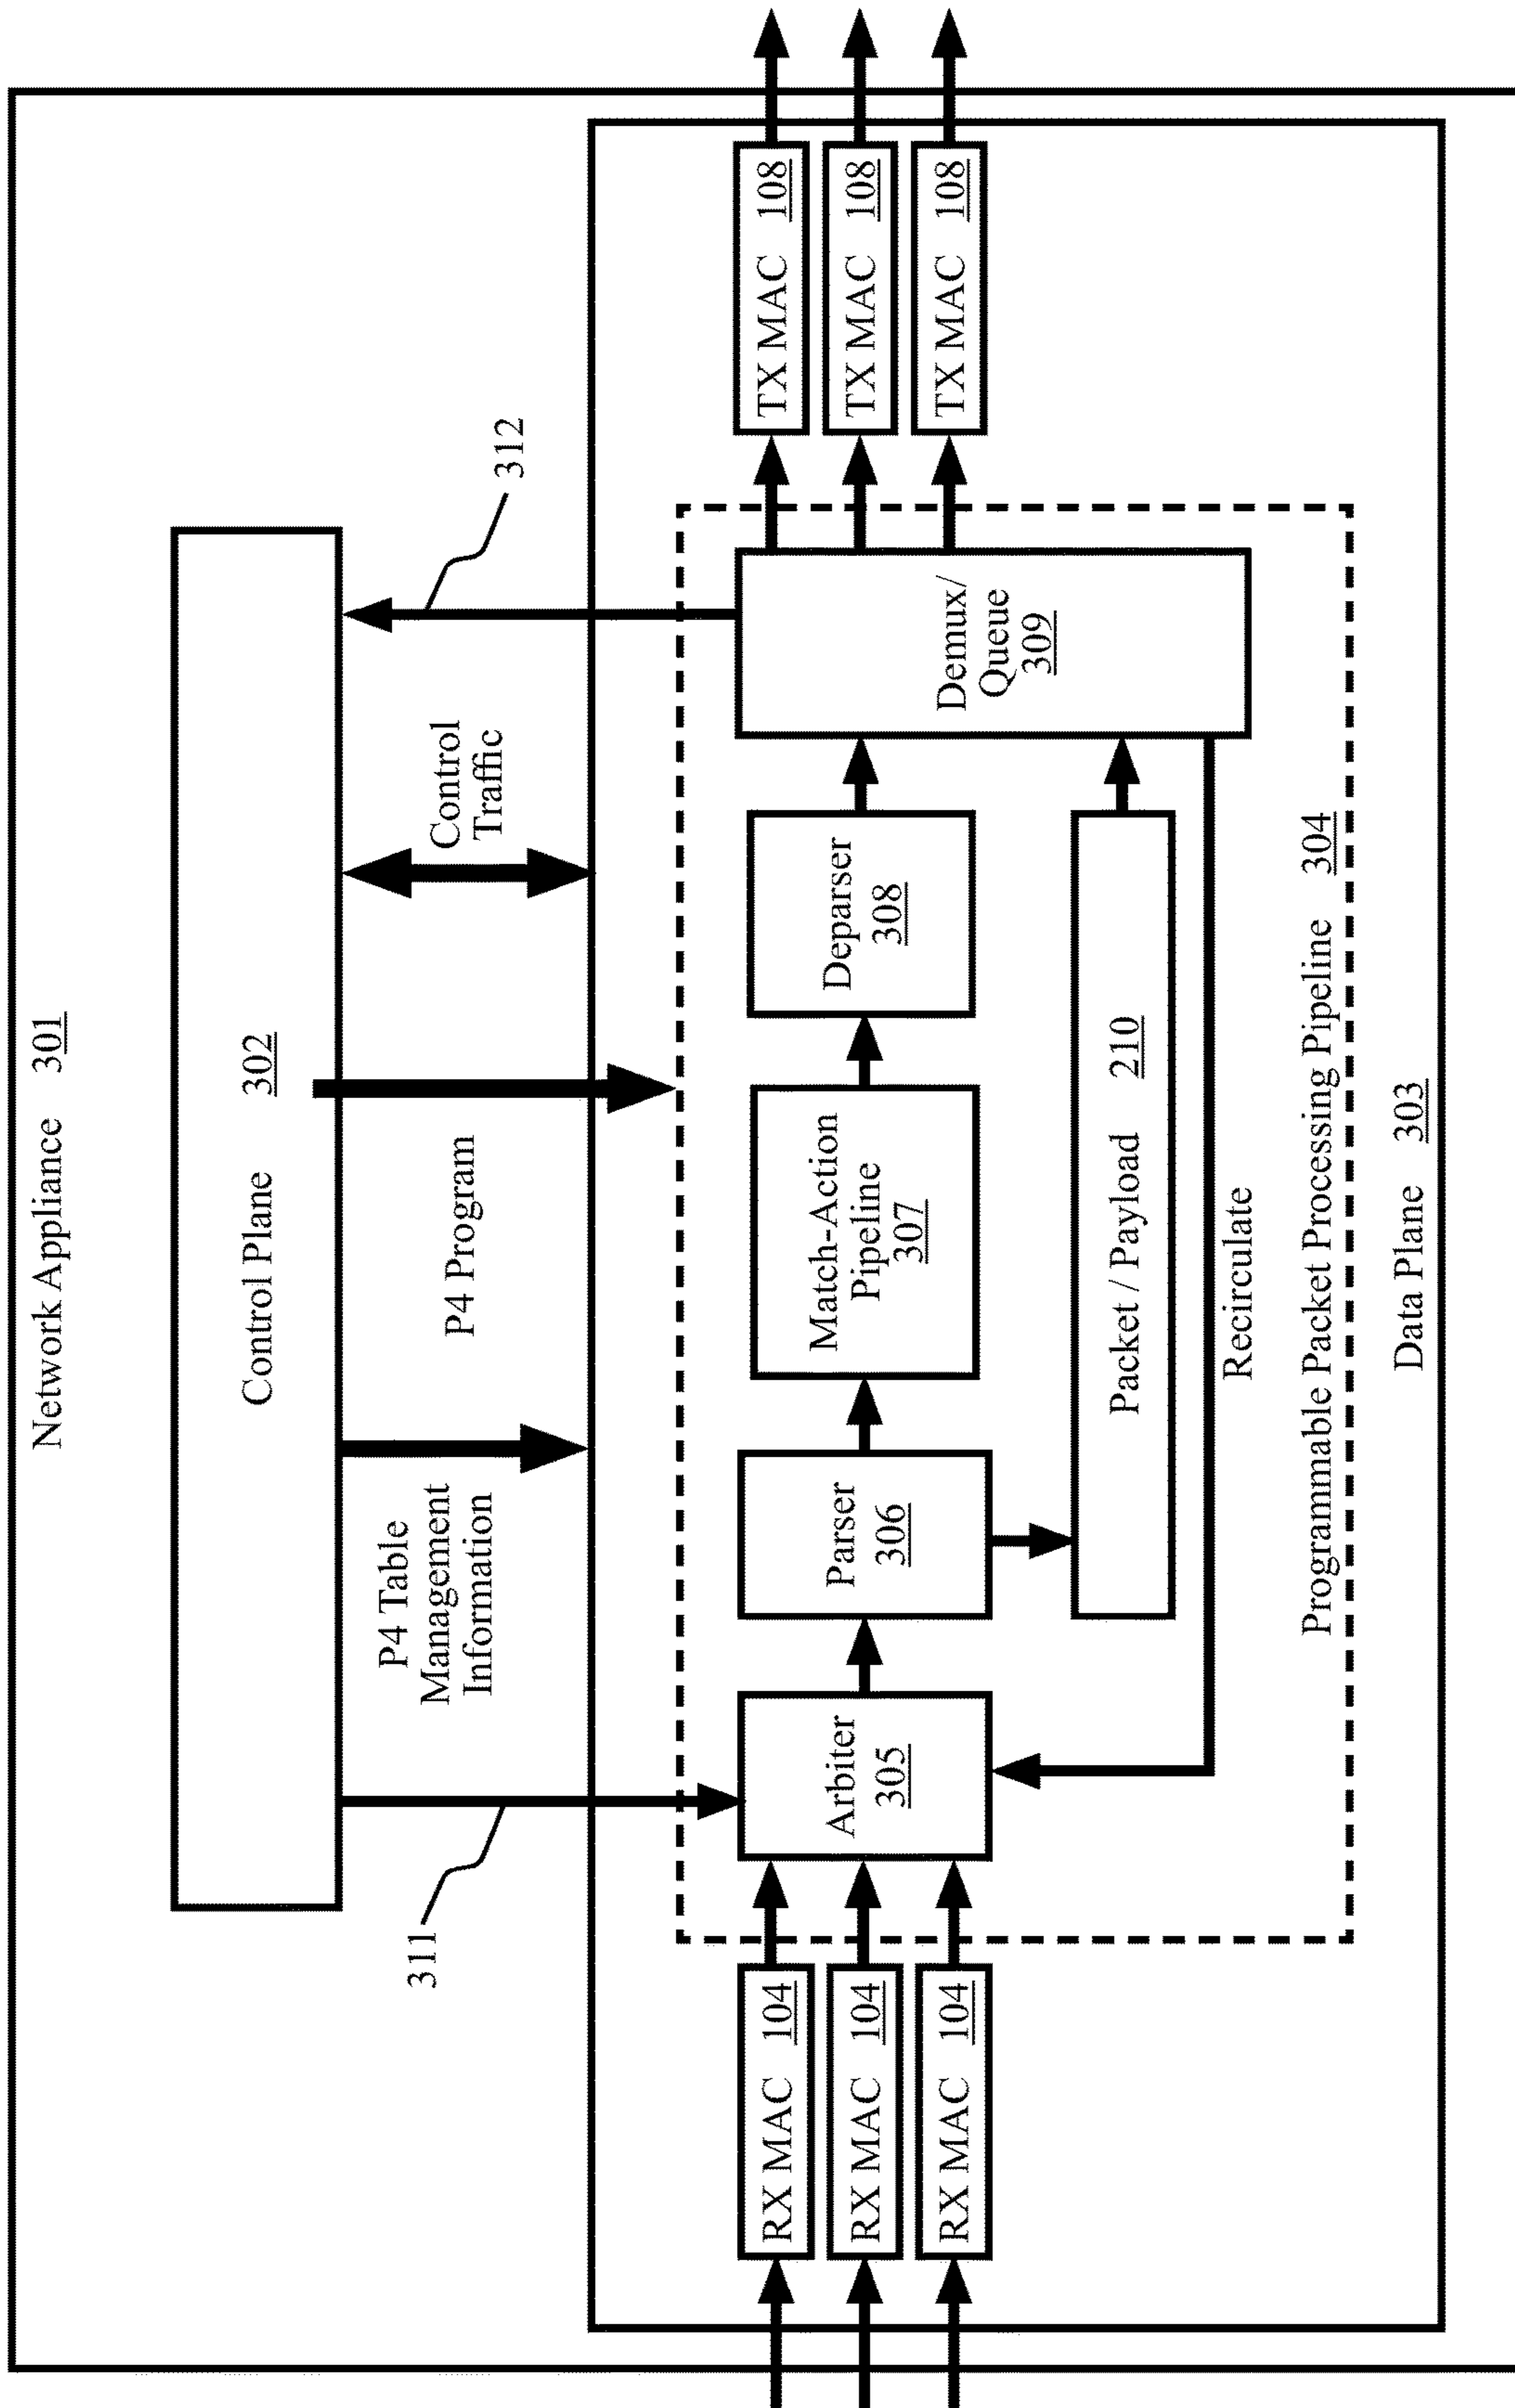 Network Appliance 301
Control Plane 302
311
P4 Table
Management
Information
P4 Program
Control
Traffic
312
RX MAC 104
RX MAC 104
RX MAC 104
Arbiter
305
Parser
306
Match-Action
Pipeline
307
Deparser
308
Demux/
Queue
309
TX MAC 108
TX MAC 108
TX MAC 108
Packet / Payload 210
Recirculate
Programmable Packet Processing Pipeline 304
Data Plane 303